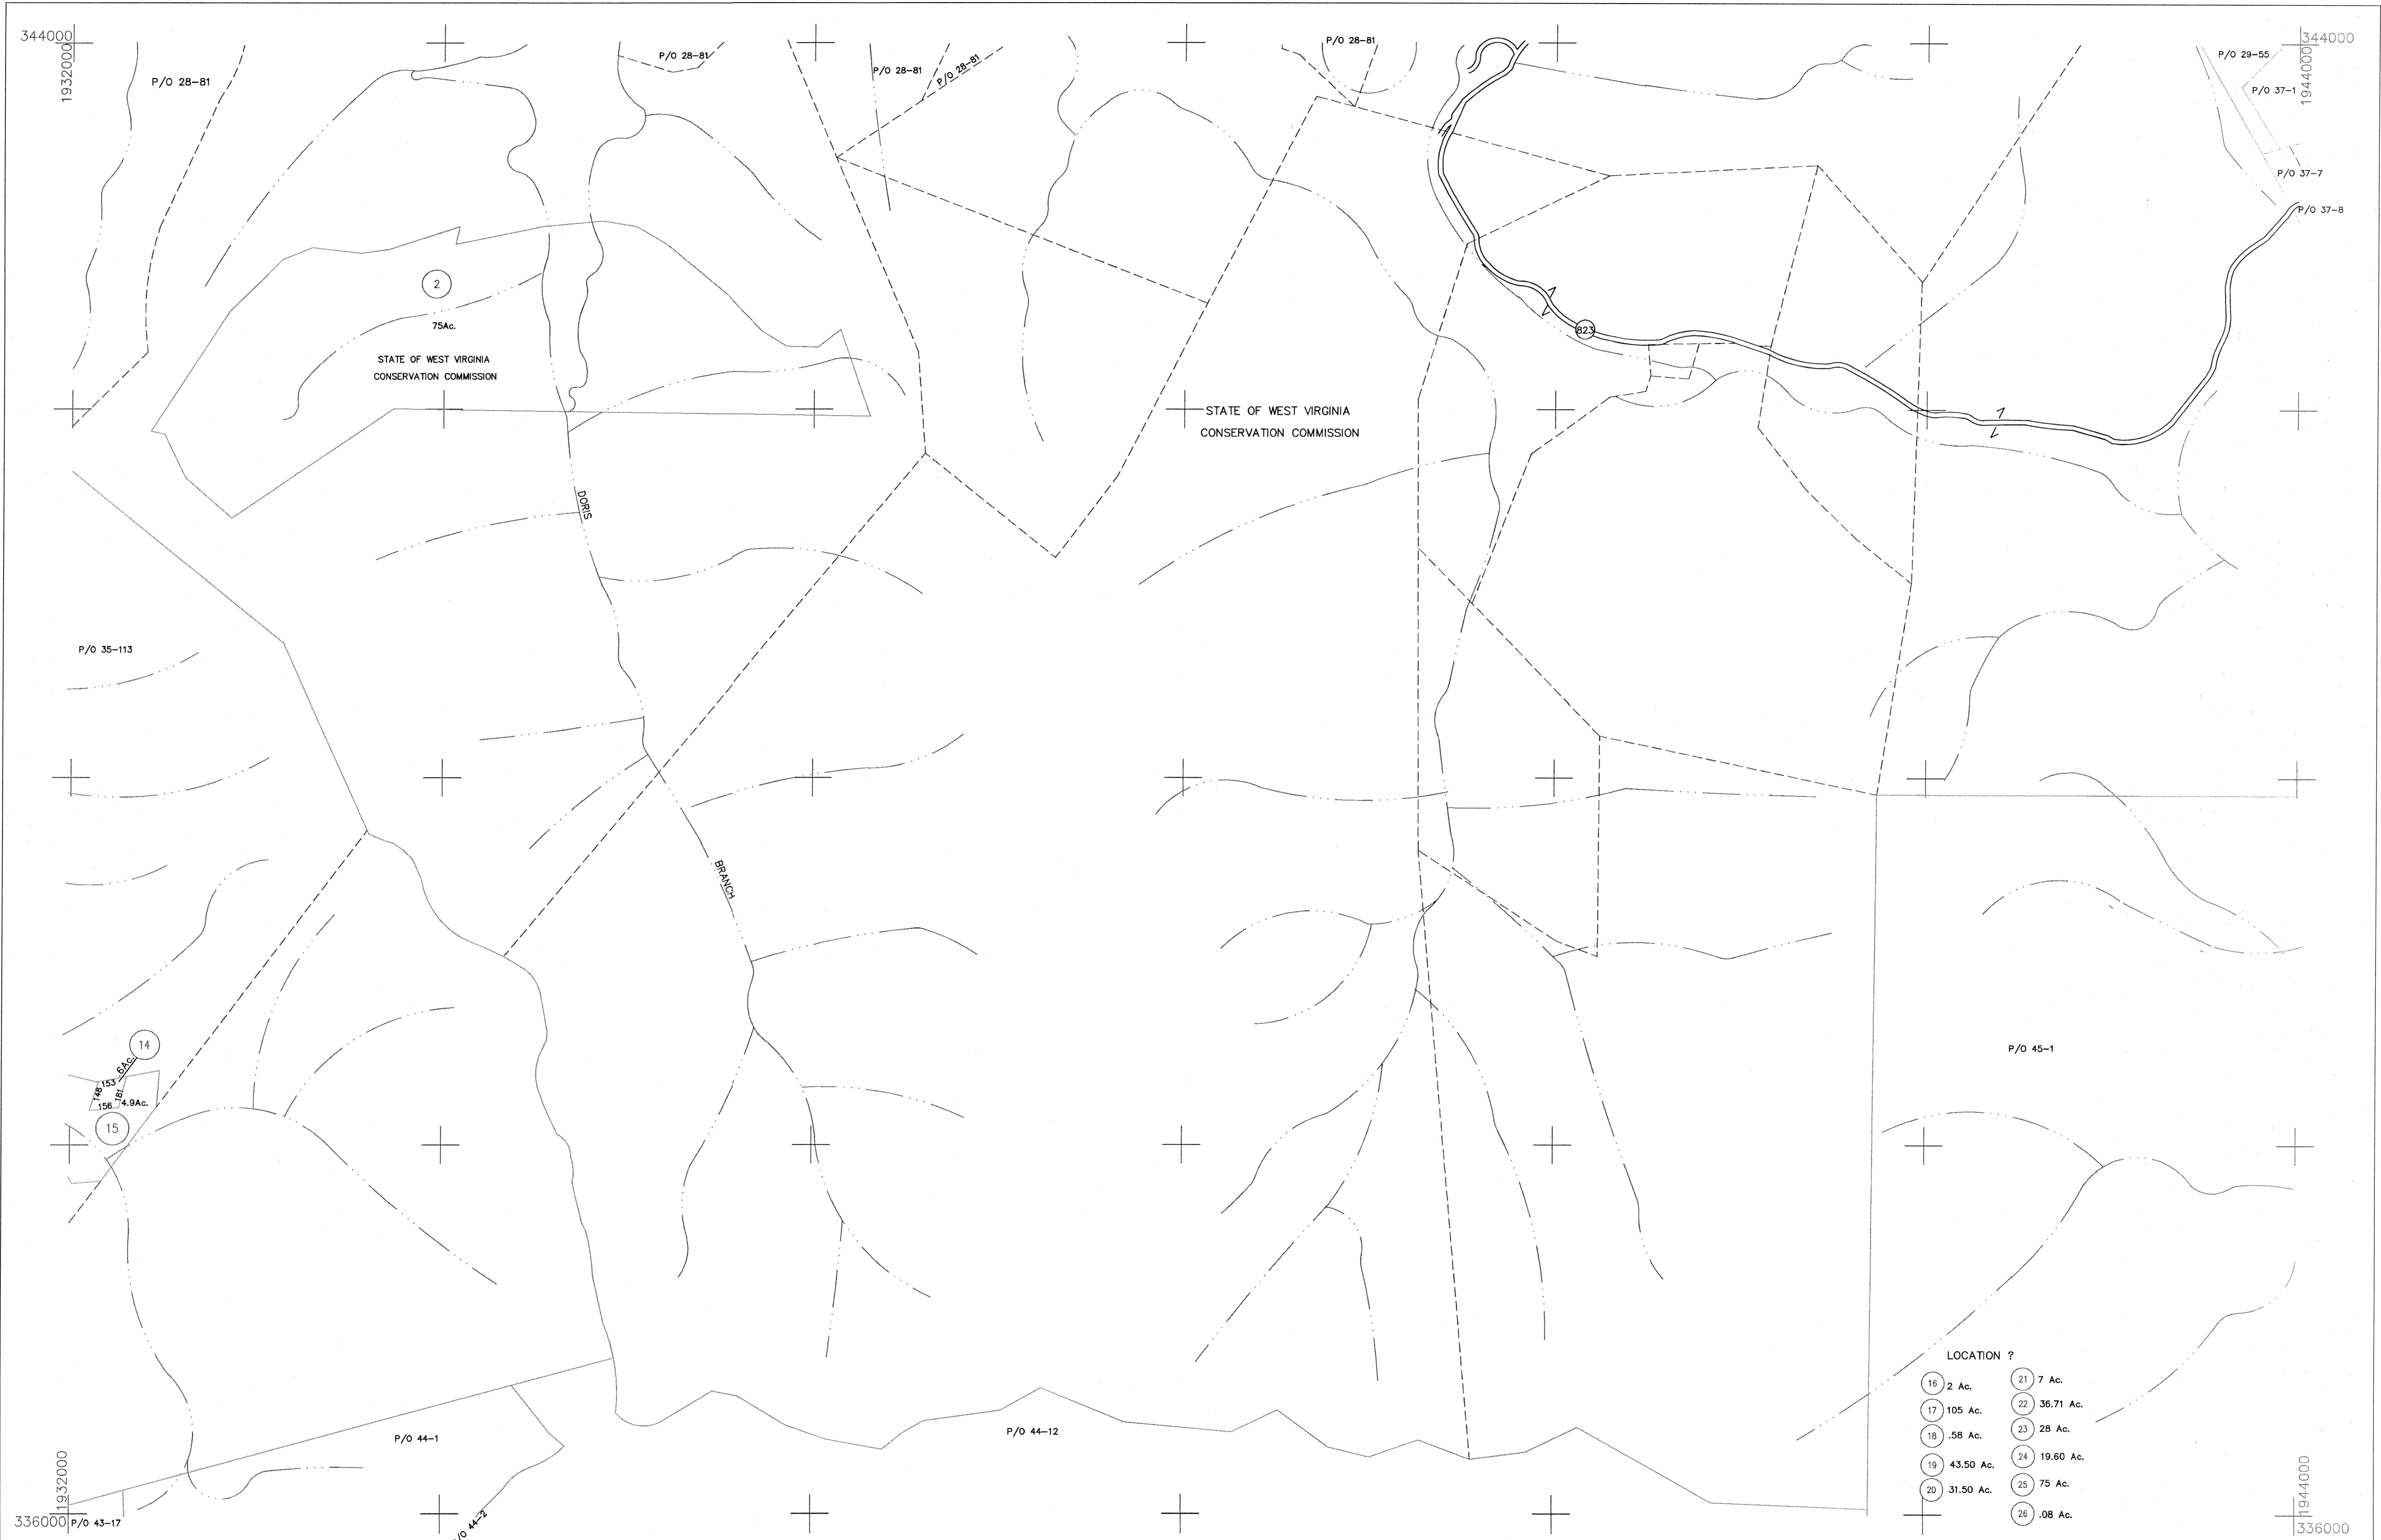 344000
1932000
P/O 28-81
P/O 28-81
P/O 28-81
P/O 28-81
P/O 28-81
P/O 29-55
344000
1944000
P/O 37-1
P/O 37-7
P/O 37-8
2
75Ac.
STATE OF WEST VIRGINIA
CONSERVATION COMMISSION
823
STATE OF WEST VIRGINIA
CONSERVATION COMMISSION
DORIS
BRANCH
P/O 35-113
14
.6Ac.
153
148
181
156
4.9Ac.
15
P/O 45-1
LOCATION ?
16 2 Ac.
17 105 Ac.
18 .58 Ac.
19 43.50 Ac.
20 31.50 Ac.
21 7 Ac.
22 36.71 Ac.
23 28 Ac.
24 19.60 Ac.
25 75 Ac.
26 .08 Ac.
P/O 44-1
P/O 44-12
P/O 44-2
1932000
336000
P/O 43-17
1944000
336000